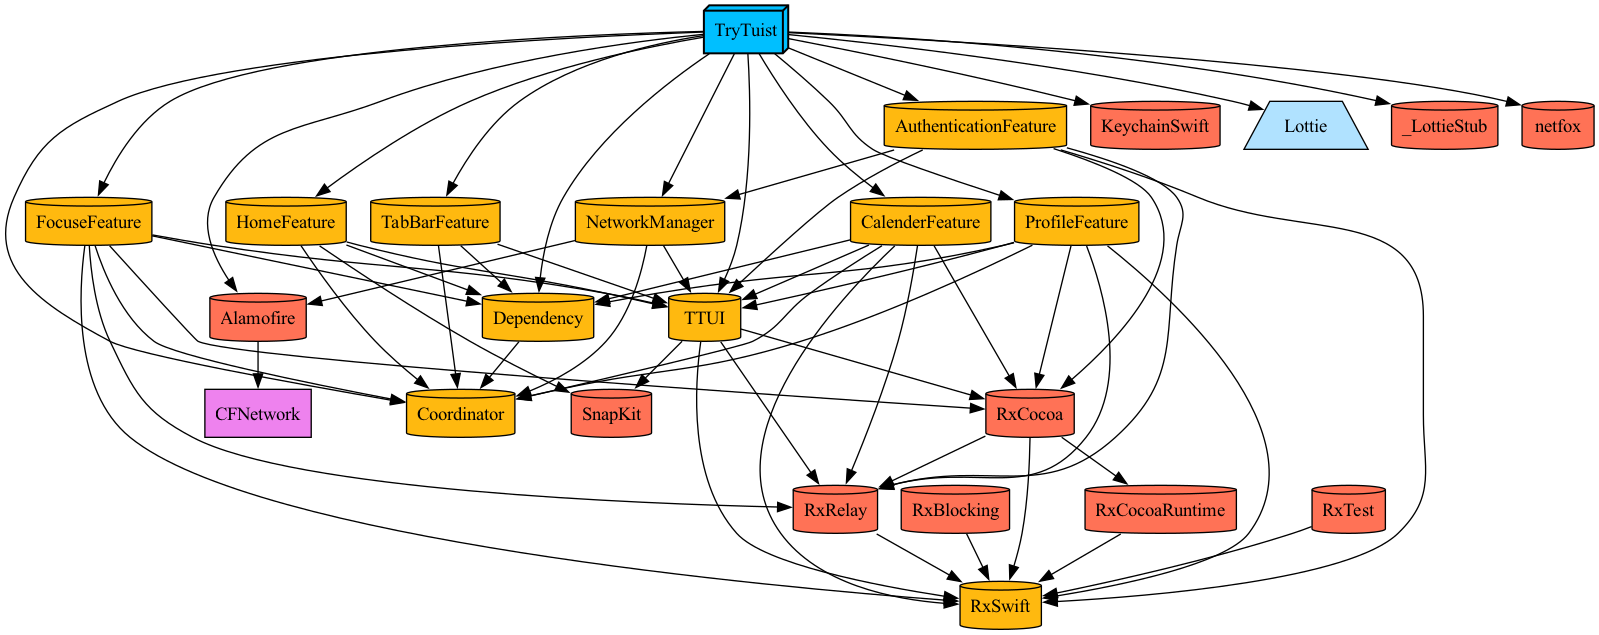 TryTuist
AuthenticationFeature
KeychainSwift
Lottie
_LottieStub
netfox
FocuseFeature
HomeFeature
TabBarFeature
NetworkManager
CalenderFeature
ProfileFeature
Alamofire
Dependency
TTUI
CFNetwork
Coordinator
SnapKit
RxCocoa
RxRelay
RxBlocking
RxCocoaRuntime
RxTest
RxSwift